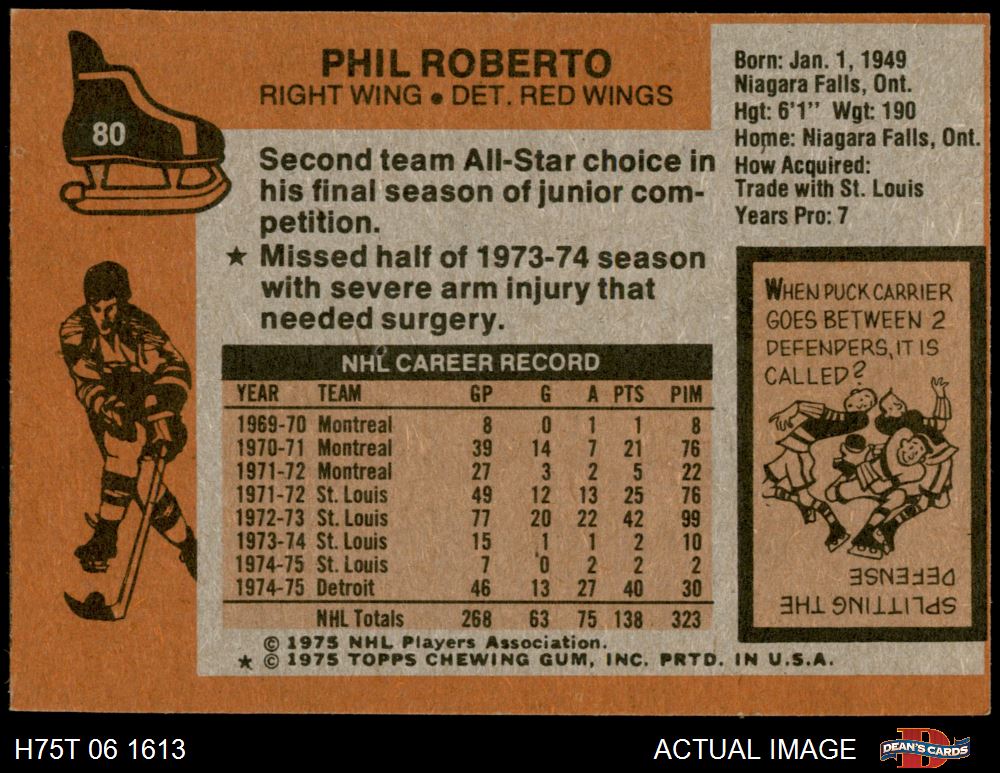 PHIL ROBERTO
RIGHT WING • DET. RED WINGS
80
Second team All-Star choice in
his final season of junior com-
petition.
★ Missed half of 1973-74 season
with severe arm injury that
needed surgery.
Born: Jan. 1, 1949
Niagara Falls, Ont.
Hgt: 6'1" Wgt: 190
Home: Niagara Falls, Ont.
How Acquired:
Trade with St. Louis
Years Pro: 7
NHL CAREER RECORD
YEAR TEAM GP G A PTS PIM
1969-70 Montreal 8 0 1 1 8
1970-71 Montreal 39 14 7 21 76
1971-72 Montreal 27 3 2 5 22
1971-72 St. Louis 49 12 13 25 76
1972-73 St. Louis 77 20 22 42 99
1973-74 St. Louis 15 1 1 2 10
1974-75 St. Louis 7 0 2 2 2
1974-75 Detroit 46 13 27 40 30
NHL Totals 268 63 75 138 323
© 1975 NHL Players Association.
★ © 1975 TOPPS CHEWING GUM, INC. PRTD. IN U.S.A.
WHEN PUCK CARRIER
GOES BETWEEN 2
DEFENDERS, IT IS
CALLED?
SPLITTING THE
DEFENSE
H75T 06 1613
ACTUAL IMAGE
DEAN'S CARDS